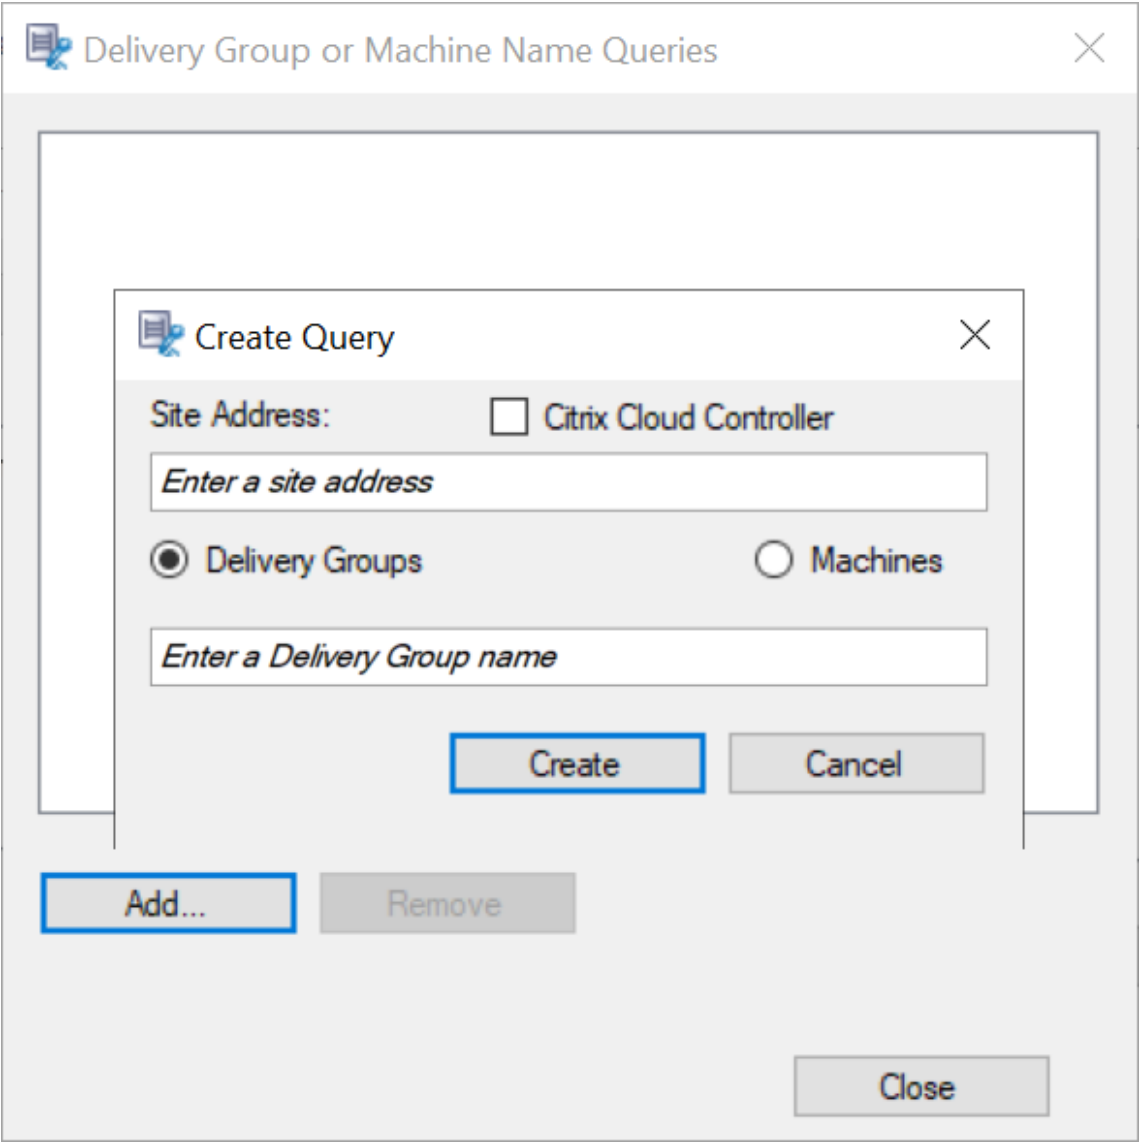 Delivery Group or Machine Name Queries
Create Query
Site Address: Citrix Cloud Controller
Enter a site address
Delivery Groups Machines
Enter a Delivery Group name
Create Cancel
Add... Remove
Close